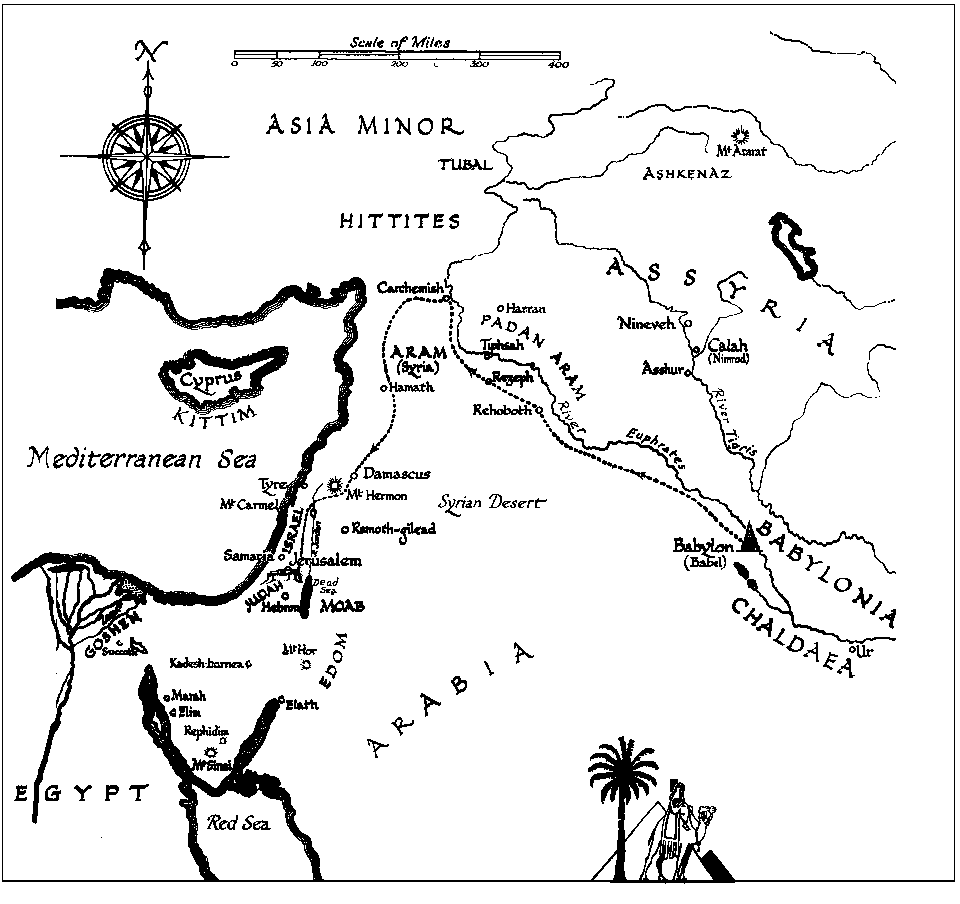 N
Scale of Miles
0 50 100 200 300 400
ASIA MINOR
Mt Ararat
TUBAL
ASHKENAZ
HITTITES
ASSYRIA
Carchemish
Harran
PADAN ARAM
Nineveh
Calah
(Nimrod)
Tiphsah
ARAM
(Syria)
Asshur
Cyprus
Rezeph
Hamath
KITTIM
Rehoboth
River Euphrates
River Tigris
Mediterranean Sea
Damascus
Tyre
Mt Hermon
Mt Carmel
Syrian Desert
ISRAEL
Ramoth-gilead
BABYLONIA
Babylon
(Babel)
Samaria
Jerusalem
Dead
Sea
JUDAH
Hebron
MOAB
CHALDAEA
GOSHEN
Succoth
Ur
Mt Hor
EDOM
Kadesh-barnea
ARABIA
Marah
Elim
Elath
Rephidim
Mt Sinai
EGYPT
Red Sea